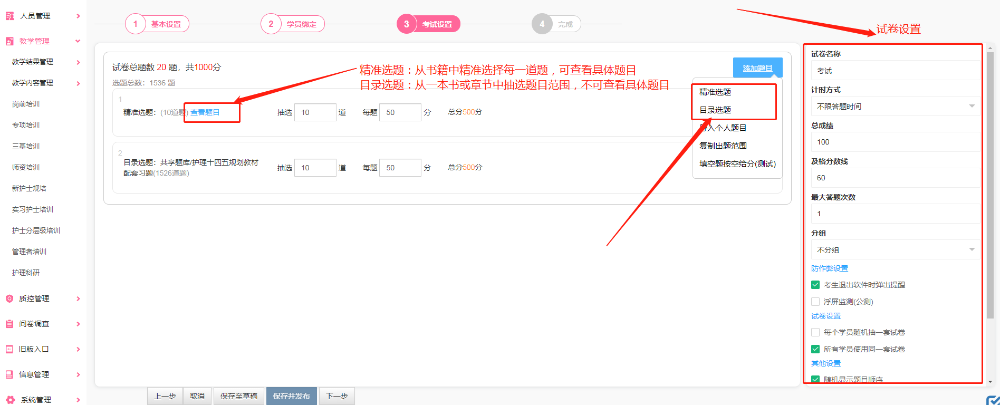 人员管理
教学管理
教学结果管理
教学内容管理
岗前培训
专项培训
三基培训
师资培训
新护士规培
实习护士培训
护士分层级培训
管理者培训
护理科研
质控管理
问卷调查
旧版入口
信息管理
系统管理
1 基本设置
2 学员绑定
3 考试设置
4 完成
试卷总题数 20 题，共1000分
选题总数：1536 题
添加题目
精准选题：从书籍中精准选择每一道题，可查看具体题目
目录选题：从一本书或章节中抽选题目范围，不可查看具体题目
1
精准选题：(10道题) 查看题目 抽选 10 道 每题 50 分 总分500分
2
目录选题：共享题库/护理十四五规划教材
配套习题(1526道题)
抽选 10 道 每题 50 分 总分500分
精准选题
目录选题
入个人题目
复制出题范围
填空题按空给分(测试)
上一步
取消
保存至草稿
保存并发布
下一步
试卷设置
试卷名称
考试
计时方式
不限答题时间
总成绩
100
及格分数线
60
最大答题次数
1
分组
不分组
防作弊设置
考生退出软件时弹出提醒
浮屏监测(公测)
试卷设置
每个学员随机抽一套试卷
所有学员使用同一套试卷
其他设置
随机显示题目顺序